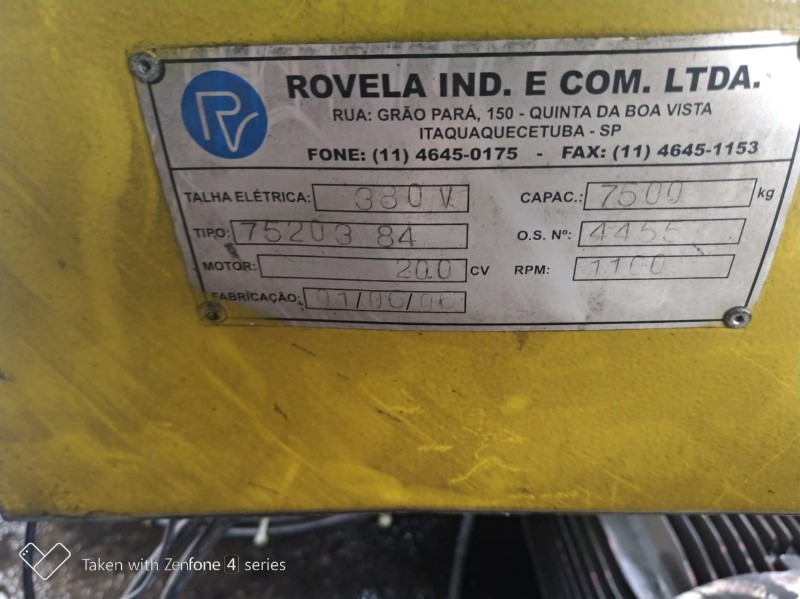 ROVELA IND. E COM. LTDA.
RUA: GRÃO PARÁ, 150 - QUINTA DA BOA VISTA
ITAQUAQUECETUBA - SP
FONE: (11) 4645-0175 - FAX: (11) 4645-1153
TALHA ELÉTRICA: 380 V CAPAC.: 7500 kg
TIPO: 75203 84 O.S. Nº: 4455
MOTOR: 20.0 CV RPM: 1160
FABRICAÇÃO:
Taken with Zenfone 4 series